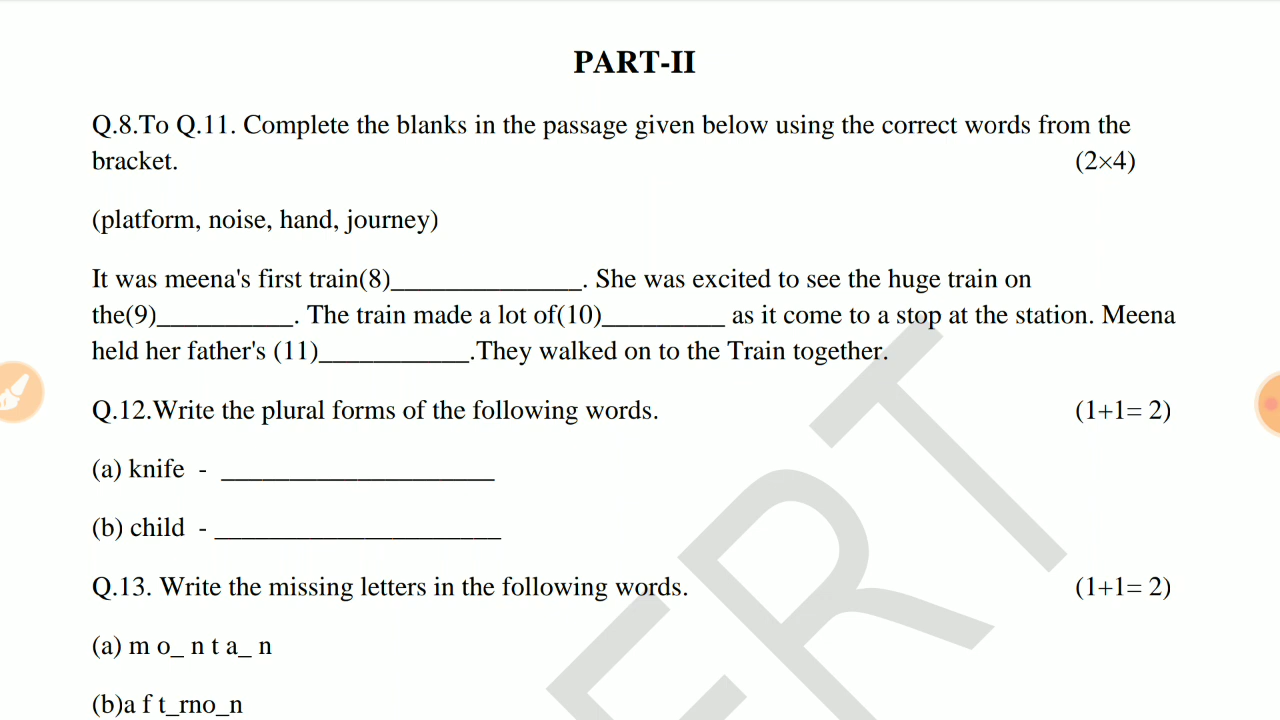 PART-II
Q.8.To Q.11. Complete the blanks in the passage given below using the correct words from the
bracket. (2×4)
(platform, noise, hand, journey)
It was meena's first train(8)______________. She was excited to see the huge train on
the(9)__________. The train made a lot of(10)_________ as it come to a stop at the station. Meena
held her father's (11)___________.They walked on to the Train together.
Q.12.Write the plural forms of the following words. (1+1= 2)
(a) knife - ____________________
(b) child - _____________________
Q.13. Write the missing letters in the following words. (1+1= 2)
(a) m o_ n t a_ n
(b)a f t_rno_n
ERT